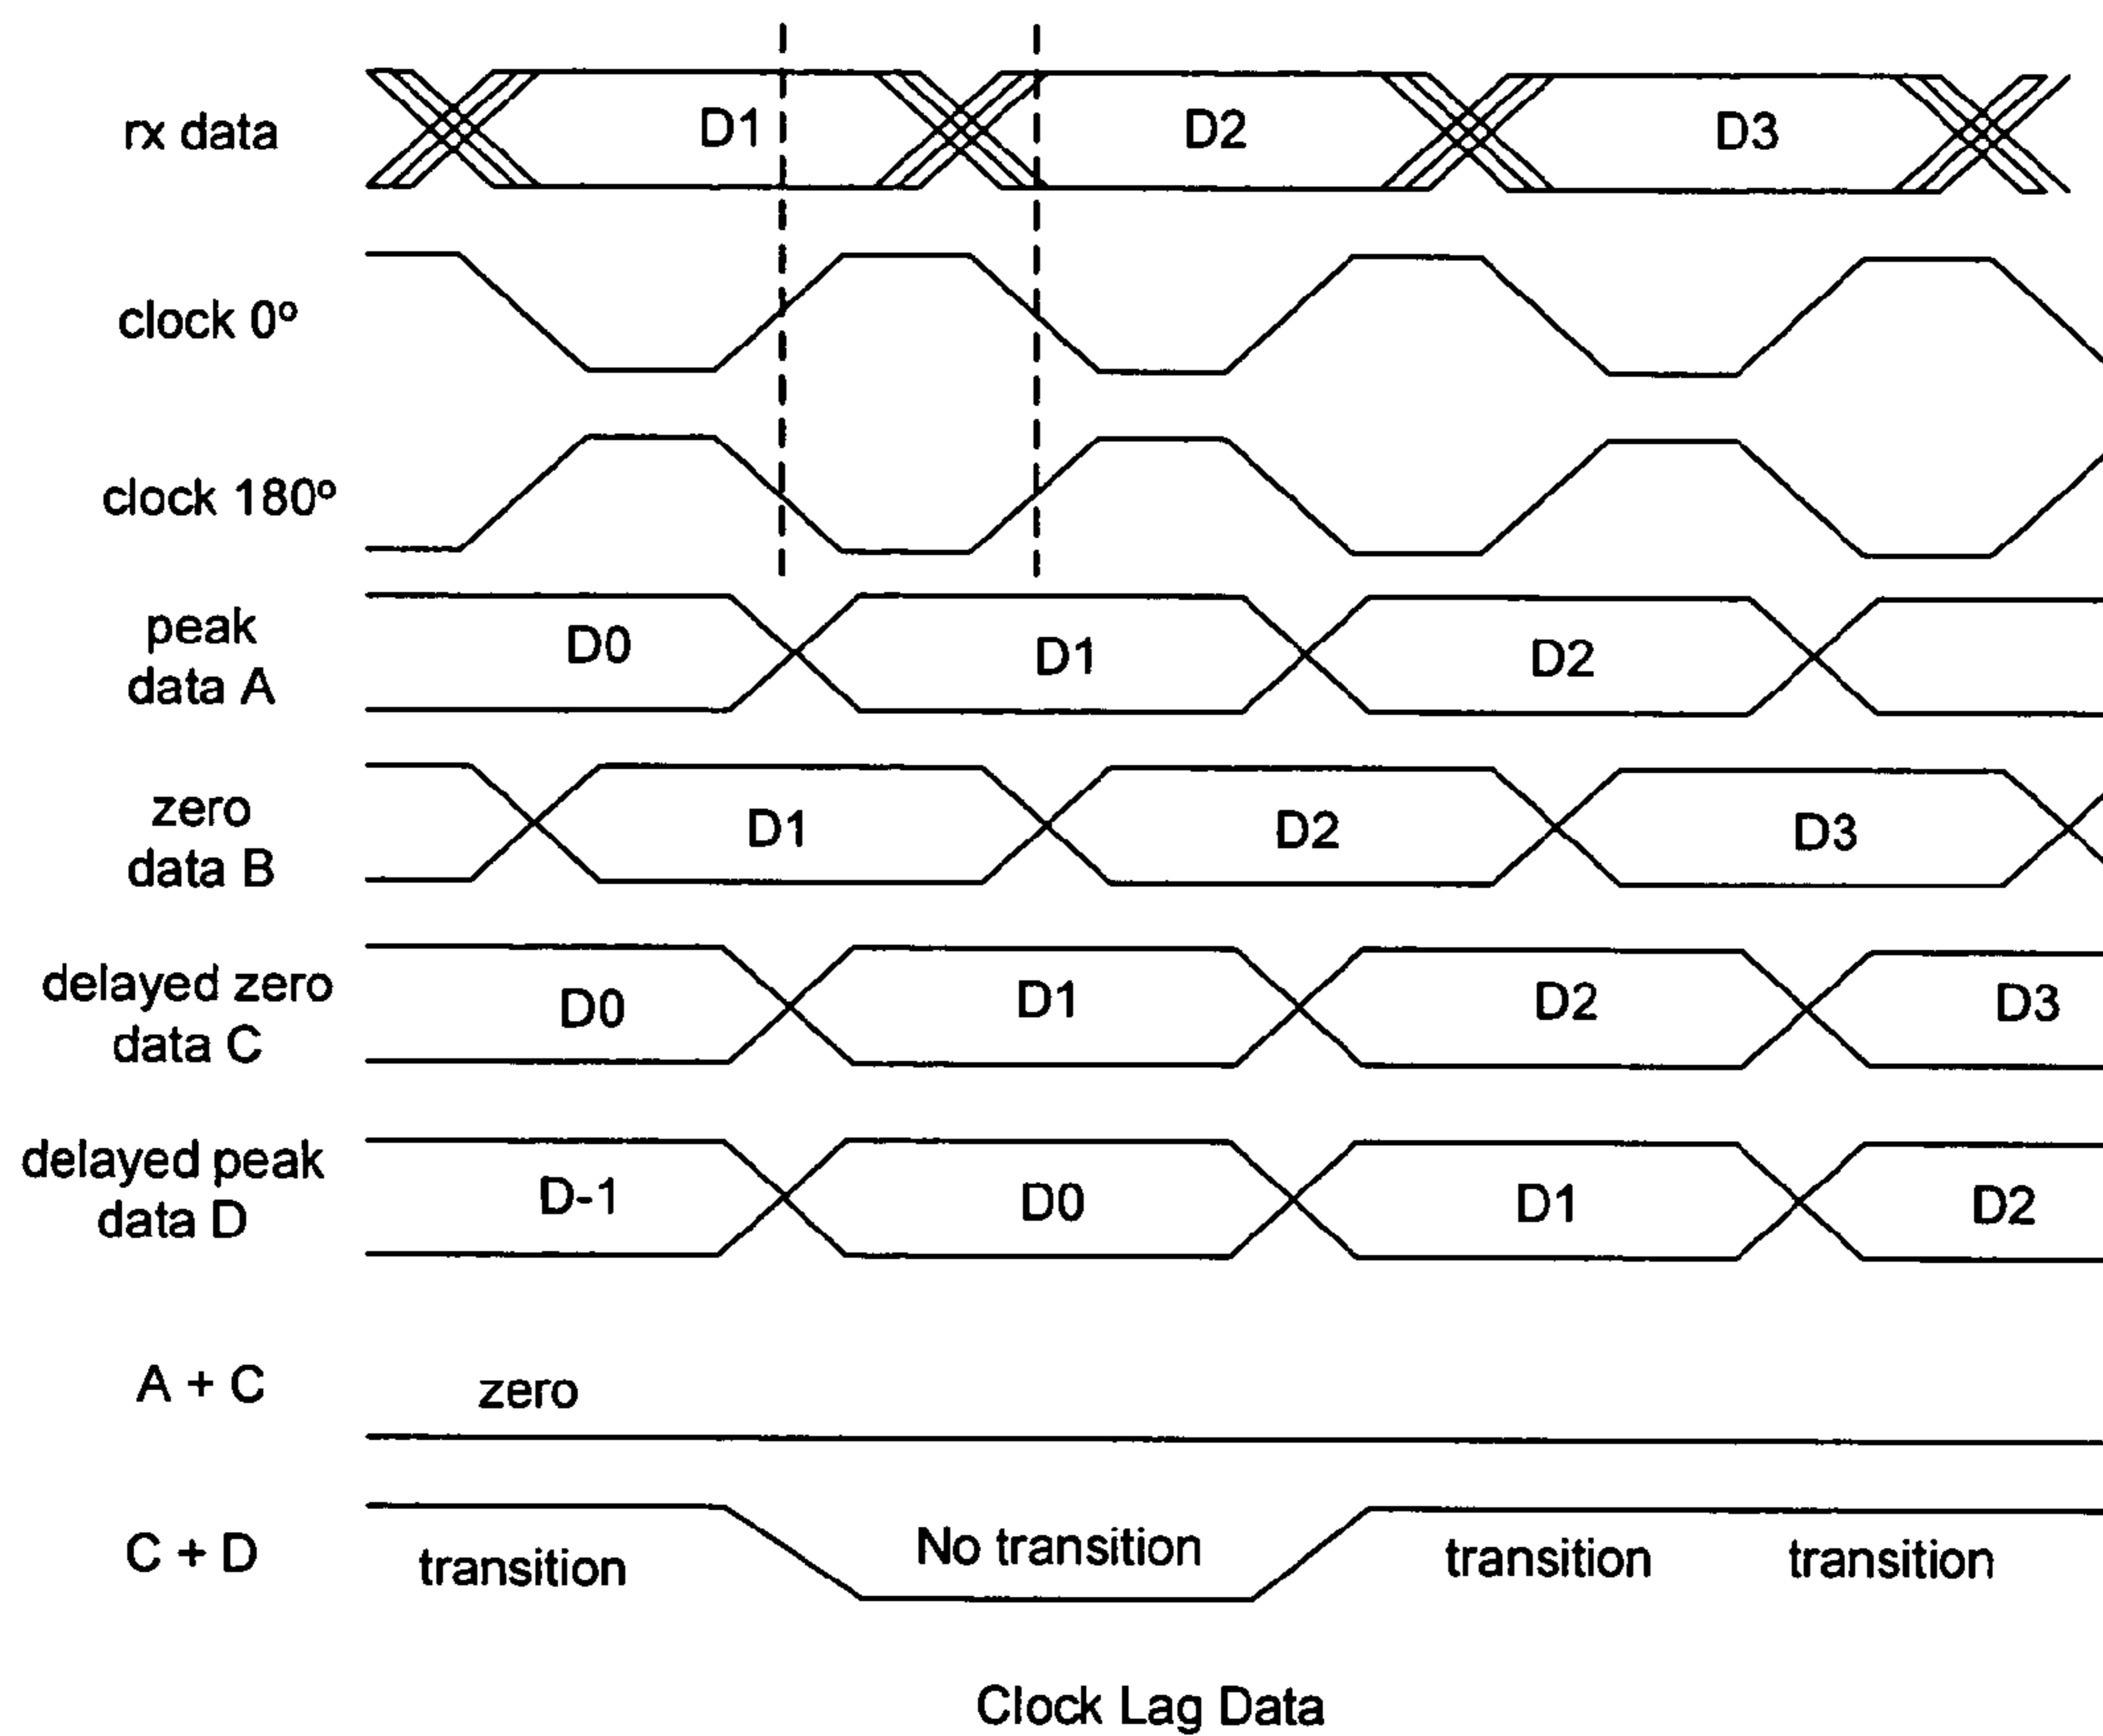 rx data
D1
D2
D3
clock 0º
clock 180º
peak
data A
D0
D1
D2
zero
data B
D1
D2
D3
delayed zero
data C
D0
D1
D2
D3
delayed peak
data D
D-1
D0
D1
D2
A + C
zero
C + D
transition
No transition
transition
transition
Clock Lag Data